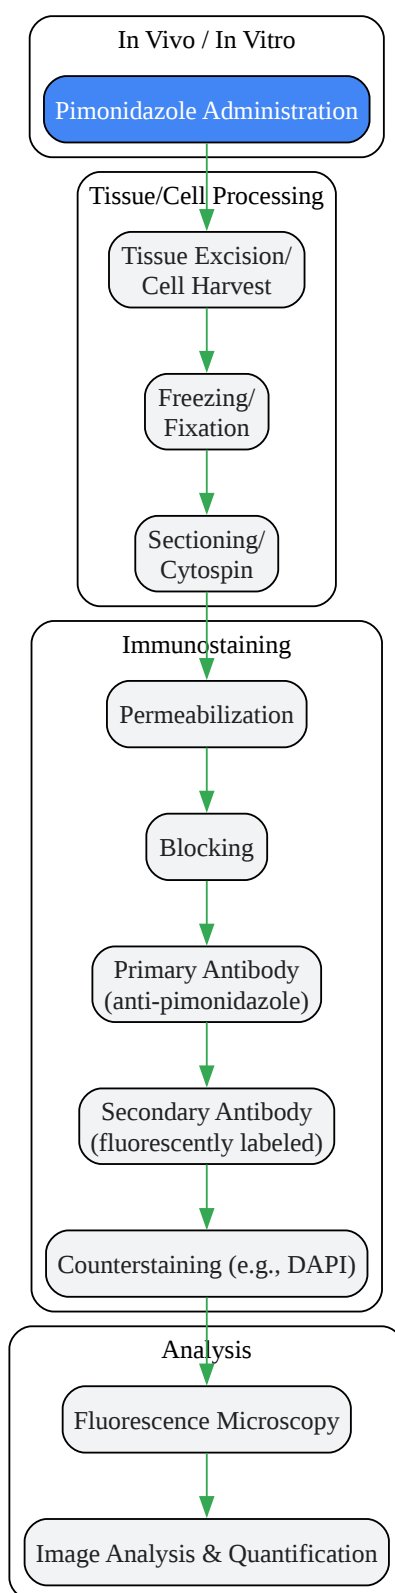 In Vivo / In Vitro
Pimonidazole Administration
Tissue/Cell Processing
Tissue Excision/
Cell Harvest
Freezing/
Fixation
Sectioning/
Cytospin
Immunostaining
Permeabilization
Blocking
Primary Antibody
(anti-pimonidazole)
Secondary Antibody
(fluorescently labeled)
Counterstaining (e.g., DAPI)
Analysis
Fluorescence Microscopy
Image Analysis & Quantification